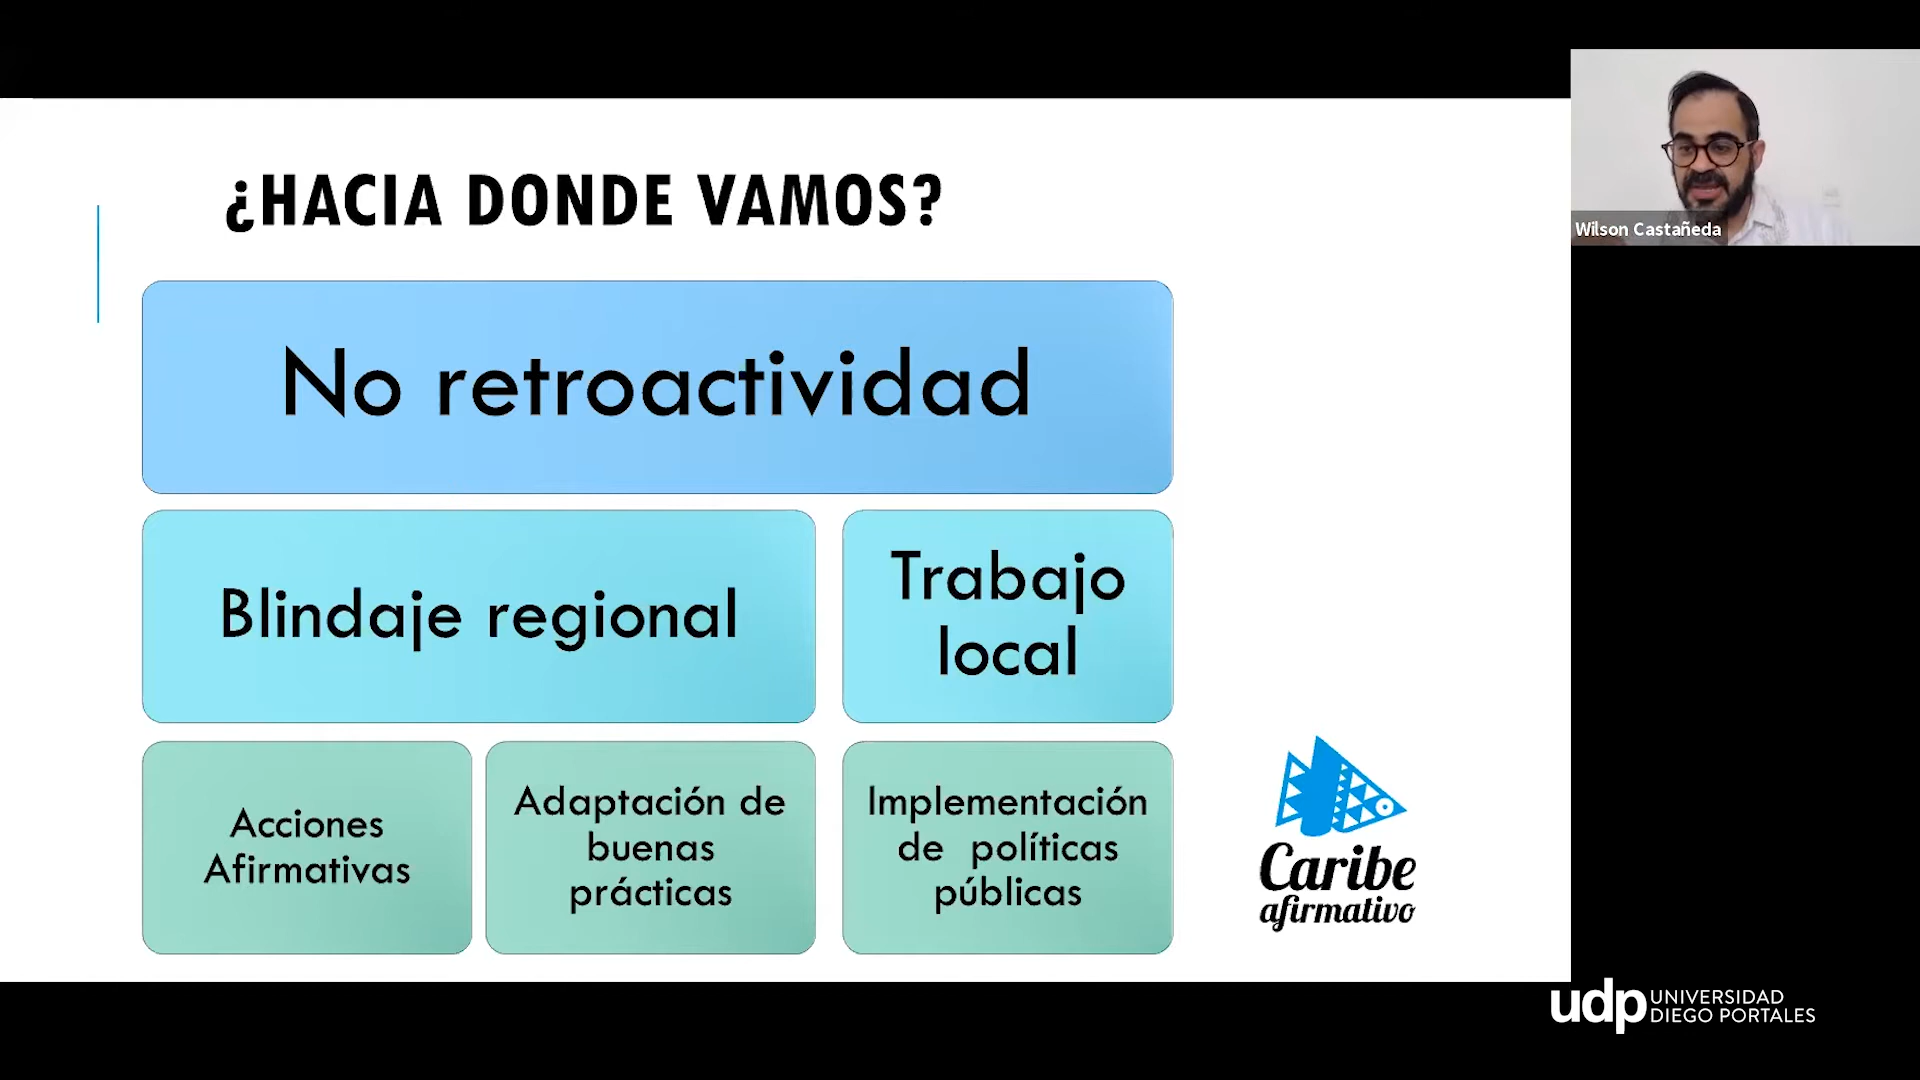 ¿HACIA DONDE VAMOS?
No retroactividad
Blindaje regional
Trabajo
local
Acciones
Afirmativas
Adaptación de
buenas
prácticas
Implementación
de políticas
públicas
Caribe
afirmativo
Wilson Castañeda
udp UNIVERSIDAD
DIEGO PORTALES